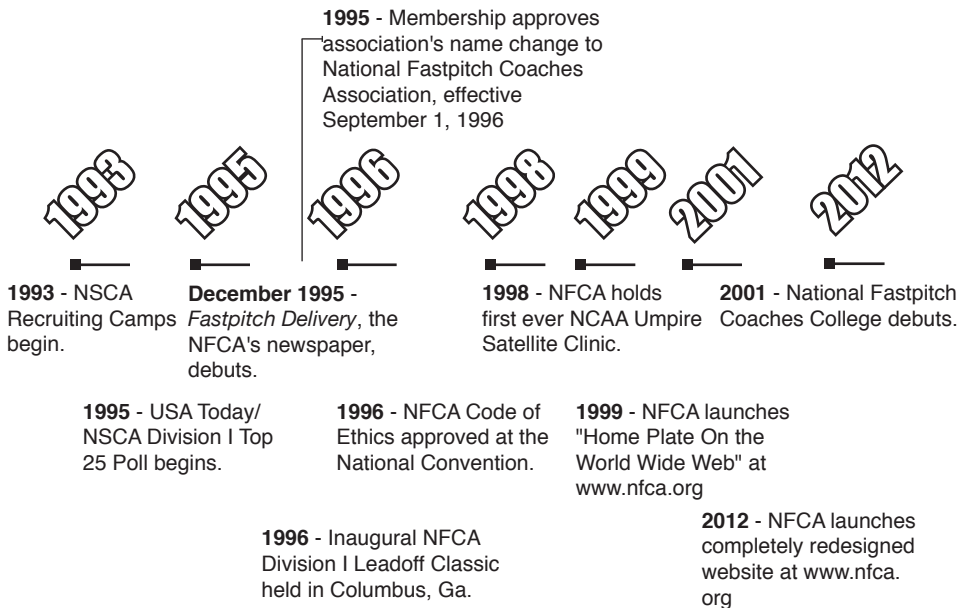 1995 - Membership approves
association's name change to
National Fastpitch Coaches
Association, effective
September 1, 1996
1993
1995
1996
1998
1999
2001
2012
1993 - NSCA
Recruiting Camps
begin.
December 1995 -
Fastpitch Delivery, the
NFCA's newspaper,
debuts.
1998 - NFCA holds
first ever NCAA Umpire
Satellite Clinic.
2001 - National Fastpitch
Coaches College debuts.
1995 - USA Today/
NSCA Division I Top
25 Poll begins.
1996 - NFCA Code of
Ethics approved at the
National Convention.
1999 - NFCA launches
"Home Plate On the
World Wide Web" at
www.nfca.org
1996 - Inaugural NFCA
Division I Leadoff Classic
held in Columbus, Ga.
2012 - NFCA launches
completely redesigned
website at www.nfca.
org